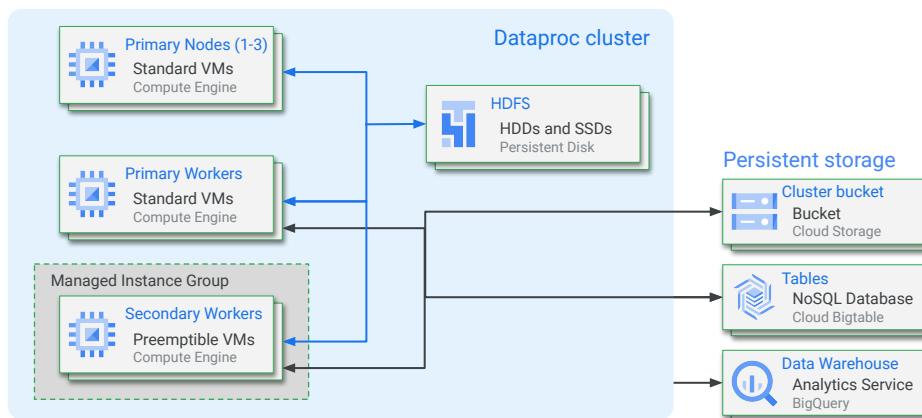 Dataproc cluster
Primary Nodes (1-3)
Standard VMs
Compute Engine
HDFS
HDDs and SSDs
Persistent Disk
Primary Workers
Standard VMs
Compute Engine
Managed Instance Group
Secondary Workers
Preemptible VMs
Compute Engine
Persistent storage
Cluster bucket
Bucket
Cloud Storage
Tables
NoSQL Database
Cloud Bigtable
Data Warehouse
Analytics Service
BigQuery